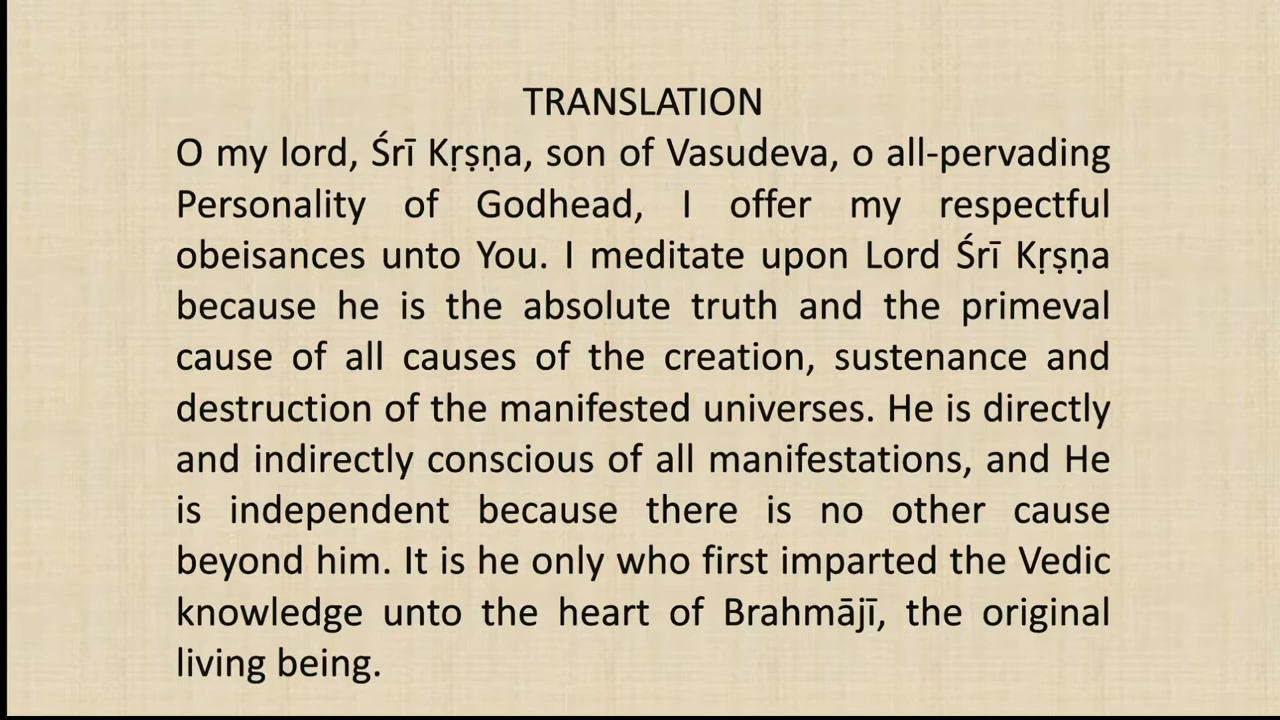 TRANSLATION
O my lord, Śrī Kṛṣṇa, son of Vasudeva, o all-pervading
Personality of Godhead, I offer my respectful
obeisances unto You. I meditate upon Lord Śrī Kṛṣṇa
because he is the absolute truth and the primeval
cause of all causes of the creation, sustenance and
destruction of the manifested universes. He is directly
and indirectly conscious of all manifestations, and He
is independent because there is no other cause
beyond him. It is he only who first imparted the Vedic
knowledge unto the heart of Brahmājī, the original
living being.